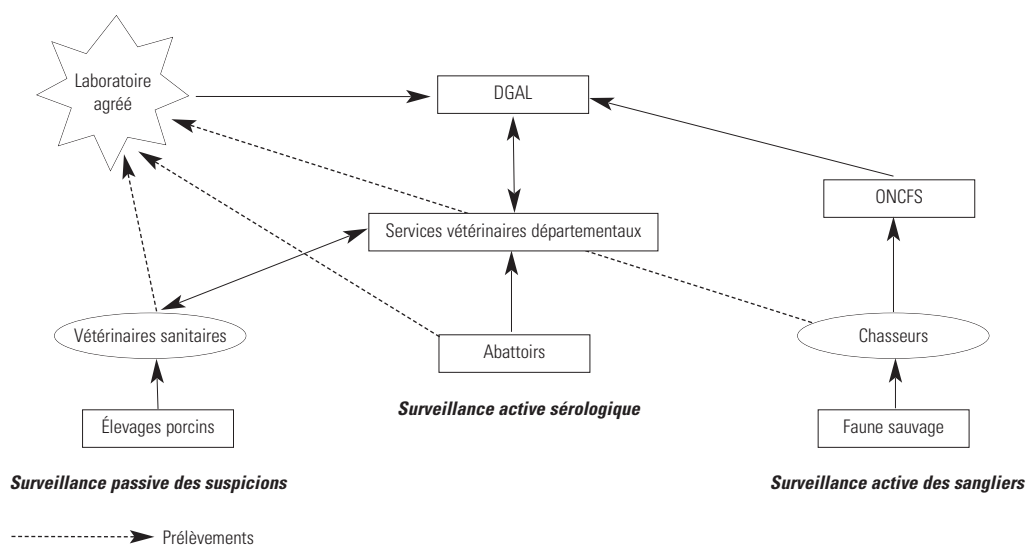 Laboratoire
agréé
DGAL
ONCFS
Services vétérinaires départementaux
Vétérinaires sanitaires
Abattoirs
Chasseurs
Surveillance active sérologique
Élevages porcins
Faune sauvage
Surveillance passive des suspicions
Surveillance active des sangliers
Prélèvements